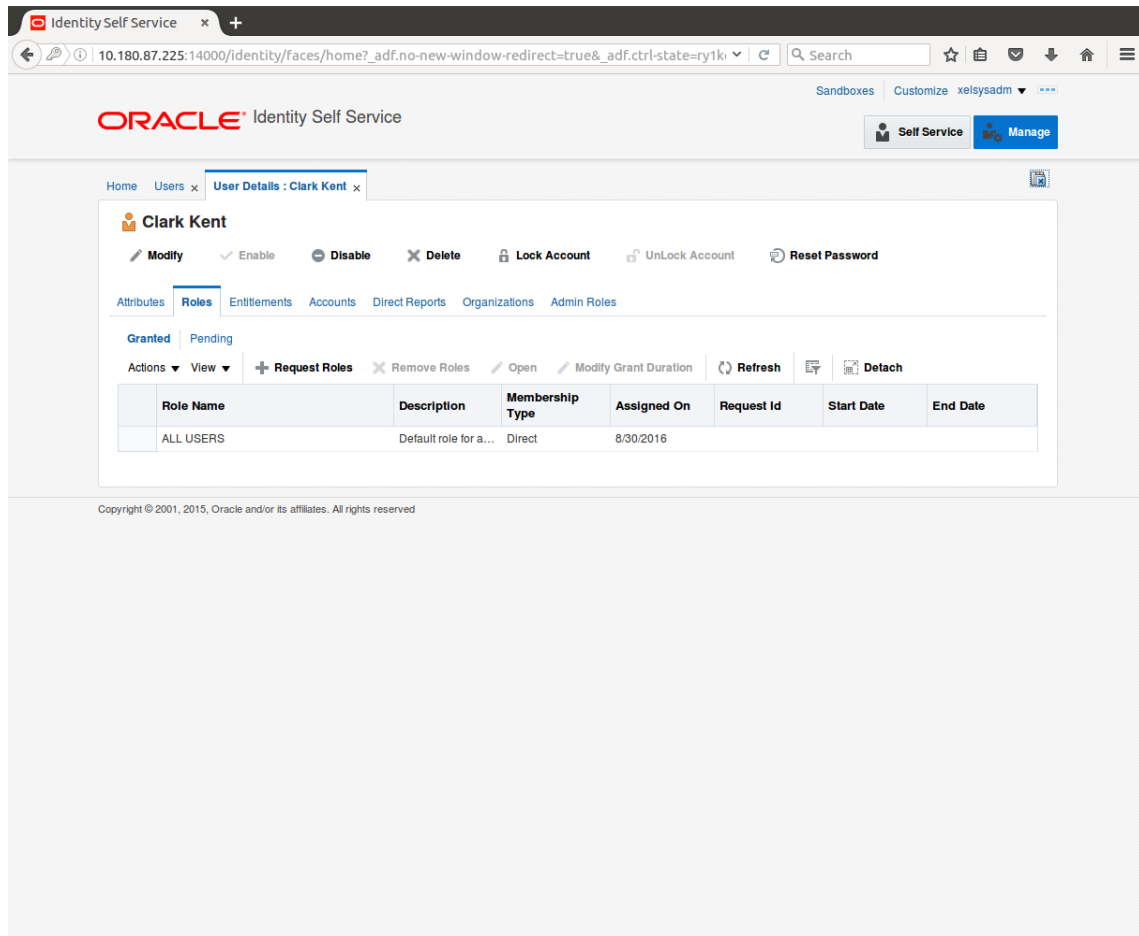 Identity Self Service × +
10.180.87.225:14000/identity/faces/home?_adf.no-new-window-redirect=true&_adf.ctrl-state=ry1k Search
Sandboxes Customize xelsysadm
ORACLE® Identity Self Service
Self Service Manage
Home Users x User Details : Clark Kent x
Clark Kent
Modify Enable Disable Delete Lock Account UnLock Account Reset Password
Attributes Roles Entitlements Accounts Direct Reports Organizations Admin Roles
Granted Pending
Actions View Request Roles Remove Roles Open Modify Grant Duration Refresh Detach
Role Name Description Membership Type Assigned On Request Id Start Date End Date
ALL USERS Default role for a... Direct 8/30/2016
Copyright © 2001, 2015, Oracle and/or its affiliates. All rights reserved